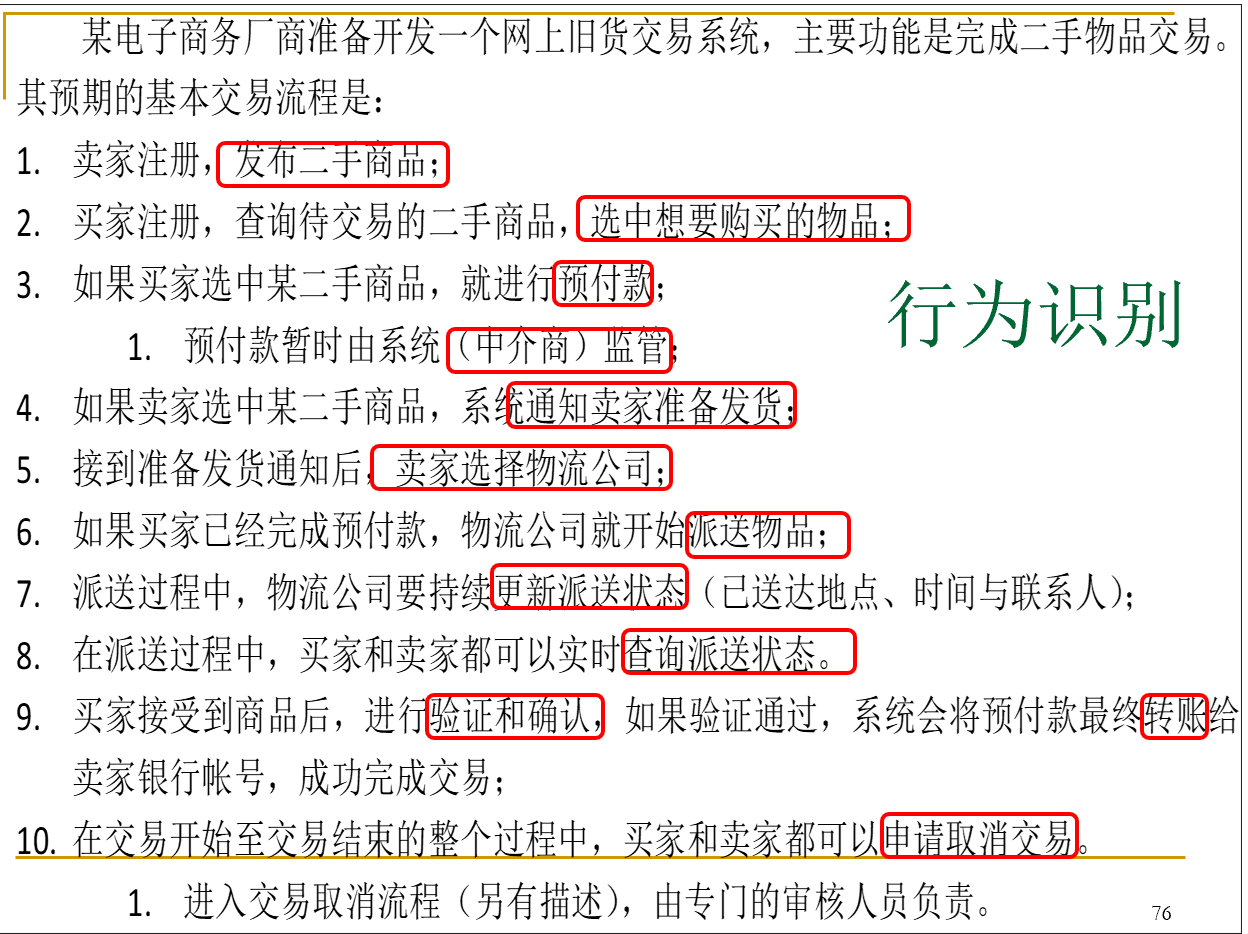 某电子商务厂商准备开发一个网上旧货交易系统，主要功能是完成二手物品交易。
其预期的基本交易流程是：
1. 卖家注册，发布二手商品；
2. 买家注册，查询待交易的二手商品，选中想要购买的物品；
3. 如果买家选中某二手商品，就进行预付款；
行为识别
1. 预付款暂时由系统（中介商）监管；
4. 如果卖家选中某二手商品，系统通知卖家准备发货；
5. 接到准备发货通知后，卖家选择物流公司；
6. 如果买家已经完成预付款，物流公司就开始派送物品；
7. 派送过程中，物流公司要持续更新派送状态（已送达地点、时间与联系人）；
8. 在派送过程中，买家和卖家都可以实时查询派送状态。
9. 买家接受到商品后，进行验证和确认，如果验证通过，系统会将预付款最终转账给
卖家银行帐号，成功完成交易；
10. 在交易开始至交易结束的整个过程中，买家和卖家都可以申请取消交易。
1. 进入交易取消流程（另有描述），由专门的审核人员负责。
76